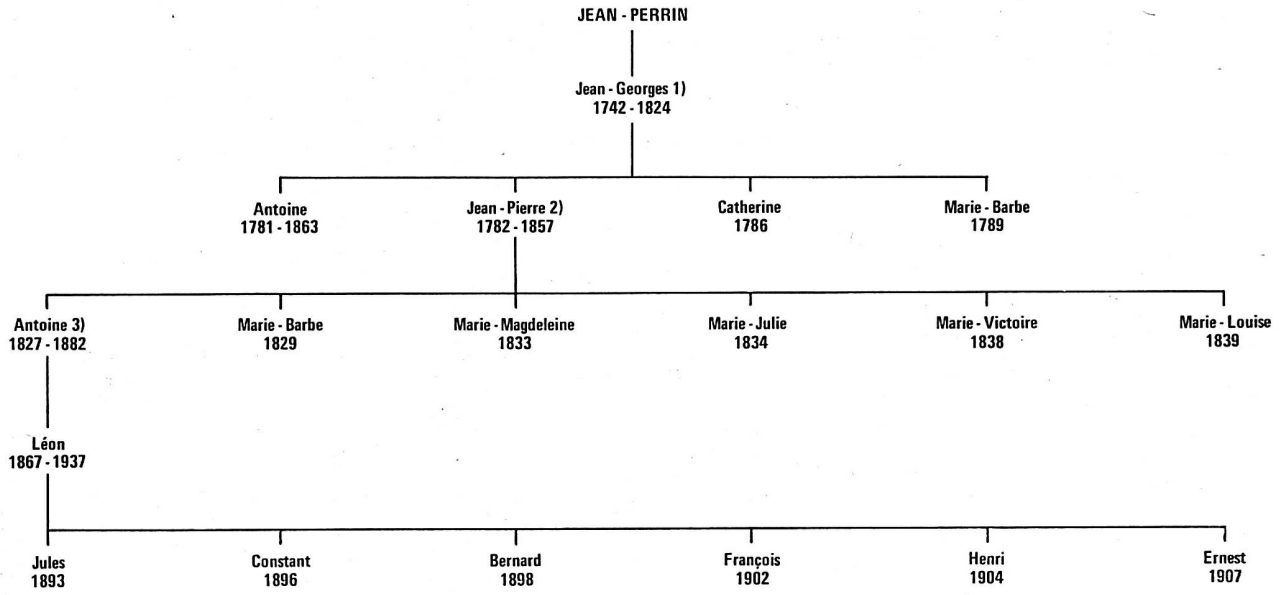 JEAN - PERRIN
Jean - Georges 1)
1742 - 1824
Antoine
1781 - 1863
Jean - Pierre 2)
1782 - 1857
Catherine
1786
Marie - Barbe
1789
Antoine 3)
1827 - 1882
Marie - Barbe
1829
Marie - Magdeleine
1833
Marie - Julie
1834
Marie - Victoire
1838
Marie - Louise
1839
Léon
1867 - 1937
Jules
1893
Constant
1896
Bernard
1898
François
1902
Henri
1904
Ernest
1907